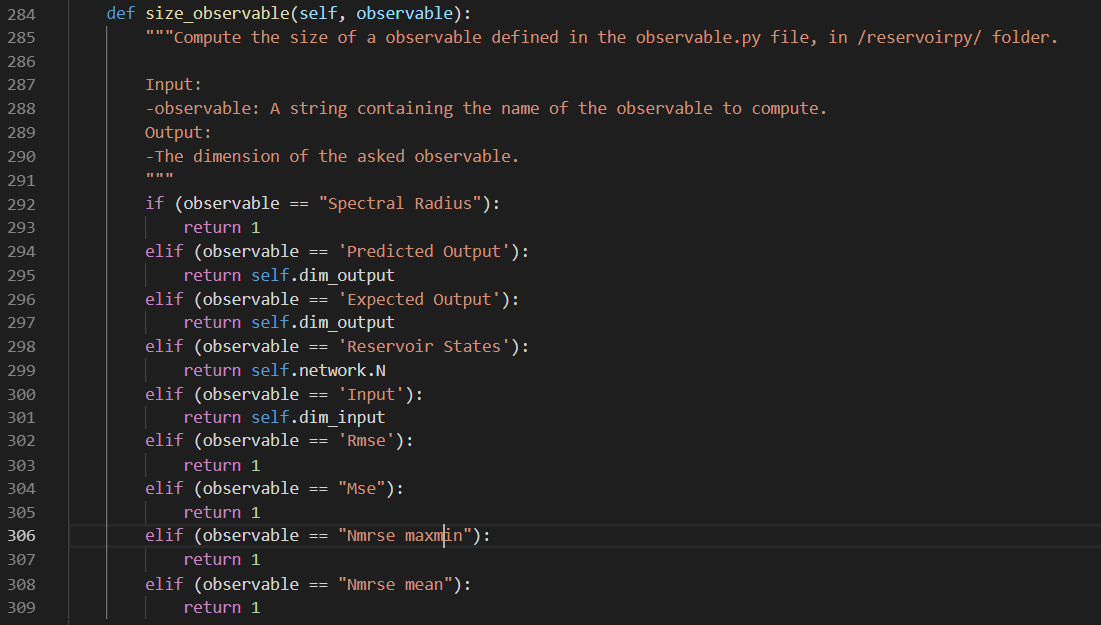 284 def size_observable(self, observable):
285 """Compute the size of a observable defined in the observable.py file, in /reservoirpy/ folder.
286
287 Input:
288 -observable: A string containing the name of the observable to compute.
289 Output:
290 -The dimension of the asked observable.
291 """
292 if (observable == "Spectral Radius"):
293 return 1
294 elif (observable == 'Predicted Output'):
295 return self.dim_output
296 elif (observable == 'Expected Output'):
297 return self.dim_output
298 elif (observable == 'Reservoir States'):
299 return self.network.N
300 elif (observable == 'Input'):
301 return self.dim_input
302 elif (observable == 'Rmse'):
303 return 1
304 elif (observable == "Mse"):
305 return 1
306 elif (observable == "Nmrse maxmin"):
307 return 1
308 elif (observable == "Nmrse mean"):
309 return 1